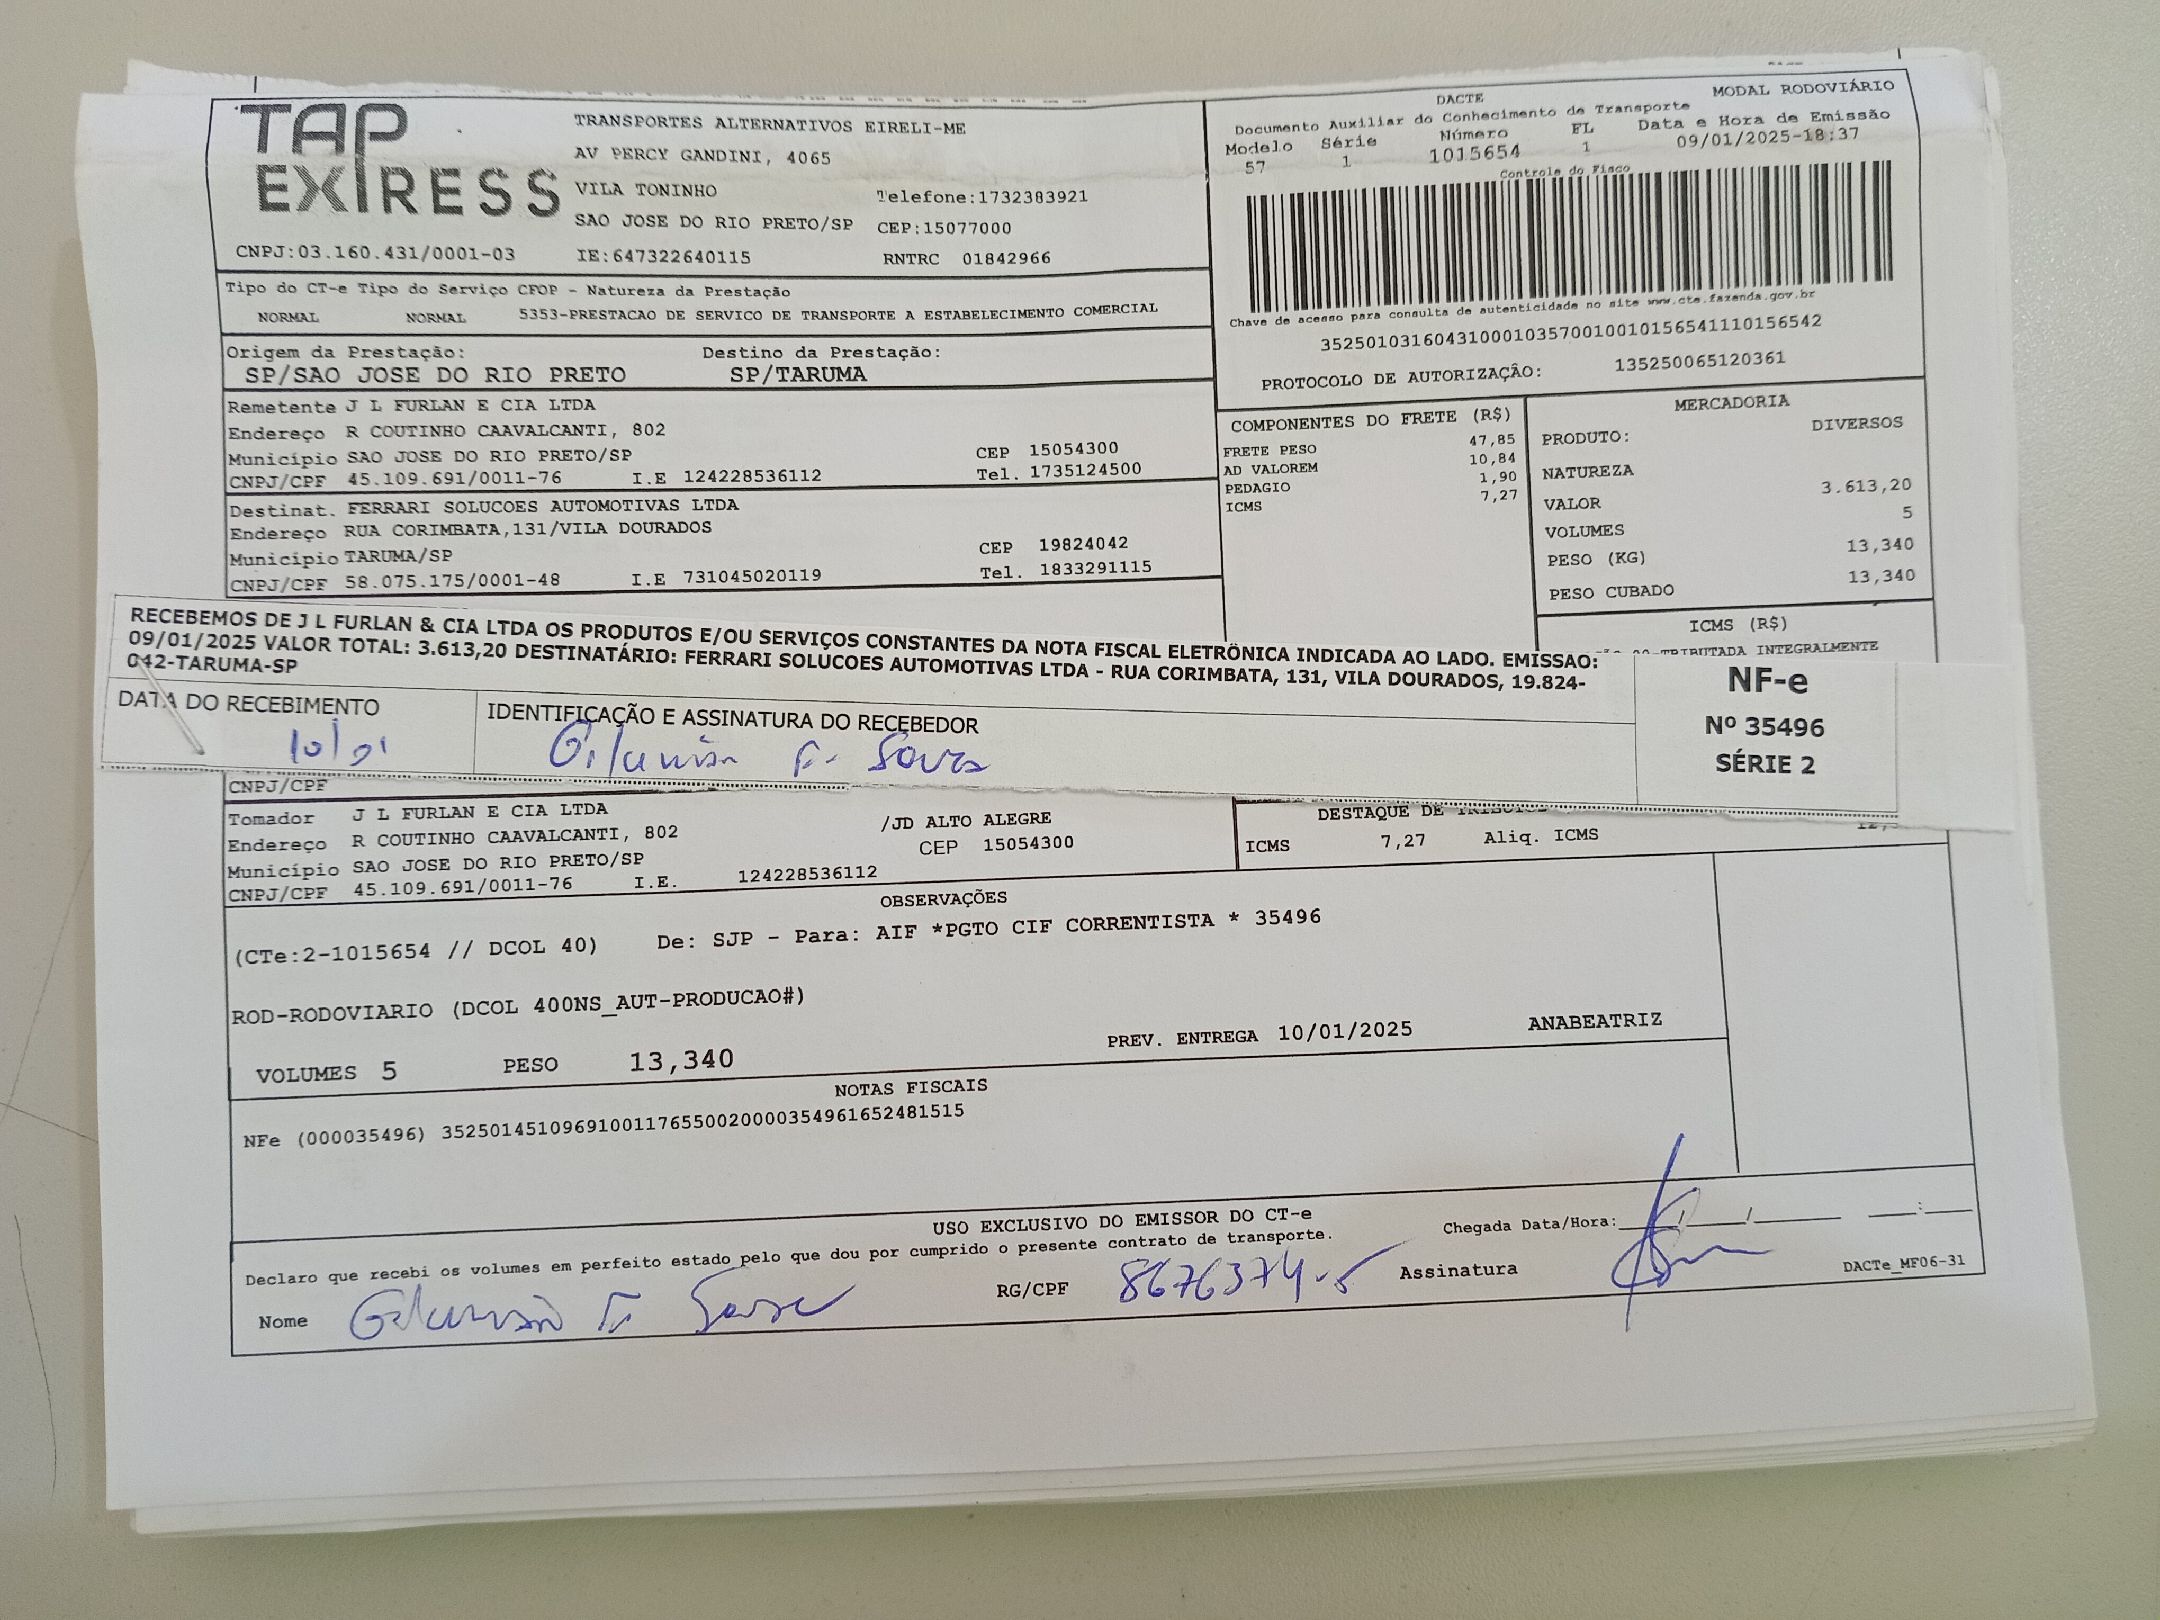 TAP
EXPRESS
TRANSPORTES ALTERNATIVOS EIRELI-ME
AV PERCY GANDINI, 4065
VILA TONINHO Telefone:1732383921
SAO JOSE DO RIO PRETO/SP CEP:15077000
CNPJ:03.160.431/0001-03 IE:647322640115 RNTRC 01842966
DACTE MODAL RODOVIÁRIO
Documento Auxiliar do Conhecimento de Transporte
Modelo Série Número FL Data e Hora de Emissão
57 1 1015654 1 09/01/2025-18:37
Controle do Fisco
Chave de acesso para consulta de autenticidade no site www.cte.fazenda.gov.br
35250103160431000103570010010156541110156542
PROTOCOLO DE AUTORIZAÇÃO: 135250065120361
Tipo do CT-e Tipo do Serviço CFOP - Natureza da Prestação
NORMAL NORMAL 5353-PRESTACAO DE SERVICO DE TRANSPORTE A ESTABELECIMENTO COMERCIAL
Origem da Prestação: Destino da Prestação:
SP/SAO JOSE DO RIO PRETO SP/TARUMA
Remetente J L FURLAN E CIA LTDA
Endereço R COUTINHO CAAVALCANTI, 802
Município SAO JOSE DO RIO PRETO/SP CEP 15054300
CNPJ/CPF 45.109.691/0011-76 I.E 124228536112 Tel. 1735124500
Destinat. FERRARI SOLUCOES AUTOMOTIVAS LTDA
Endereço RUA CORIMBATA,131/VILA DOURADOS
Município TARUMA/SP CEP 19824042
CNPJ/CPF 58.075.175/0001-48 I.E 731045020119 Tel. 1833291115
COMPONENTES DO FRETE (R$)
FRETE PESO 47,85
AD VALOREM 10,84
PEDAGIO 1,90
ICMS 7,27
MERCADORIA
PRODUTO: DIVERSOS
NATUREZA
VALOR 3.613,20
VOLUMES 5
PESO (KG) 13,340
PESO CUBADO 13,340
ICMS (R$)
TRIBUTADA INTEGRALMENTE
RECEBEMOS DE J L FURLAN & CIA LTDA OS PRODUTOS E/OU SERVIÇOS CONSTANTES DA NOTA FISCAL ELETRÔNICA INDICADA AO LADO. EMISSAO:
09/01/2025 VALOR TOTAL: 3.613,20 DESTINATÁRIO: FERRARI SOLUCOES AUTOMOTIVAS LTDA - RUA CORIMBATA, 131, VILA DOURADOS, 19.824-
042-TARUMA-SP
DATA DO RECEBIMENTO
10/01
IDENTIFICAÇÃO E ASSINATURA DO RECEBEDOR
NF-e
Nº 35496
SÉRIE 2
CNPJ/CPF
Tomador J L FURLAN E CIA LTDA
Endereço R COUTINHO CAAVALCANTI, 802 /JD ALTO ALEGRE
Município SAO JOSE DO RIO PRETO/SP CEP 15054300
CNPJ/CPF 45.109.691/0011-76 I.E. 124228536112
DESTAQUE DE TRIBUTOS
ICMS 7,27 Aliq. ICMS
OBSERVAÇÕES
(CTe:2-1015654 // DCOL 40) De: SJP - Para: AIF *PGTO CIF CORRENTISTA * 35496
ROD-RODOVIARIO (DCOL 400NS_AUT-PRODUCAO#)
VOLUMES 5 PESO 13,340 PREV. ENTREGA 10/01/2025 ANABEATRIZ
NOTAS FISCAIS
NFe (000035496) 35250145109691001176550020000354961652481515
USO EXCLUSIVO DO EMISSOR DO CT-e
Declaro que recebi os volumes em perfeito estado pelo que dou por cumprido o presente contrato de transporte. Chegada Data/Hora:____/____/______ ___:___
Nome RG/CPF 8676374-5 Assinatura
DACTe_MF06-31